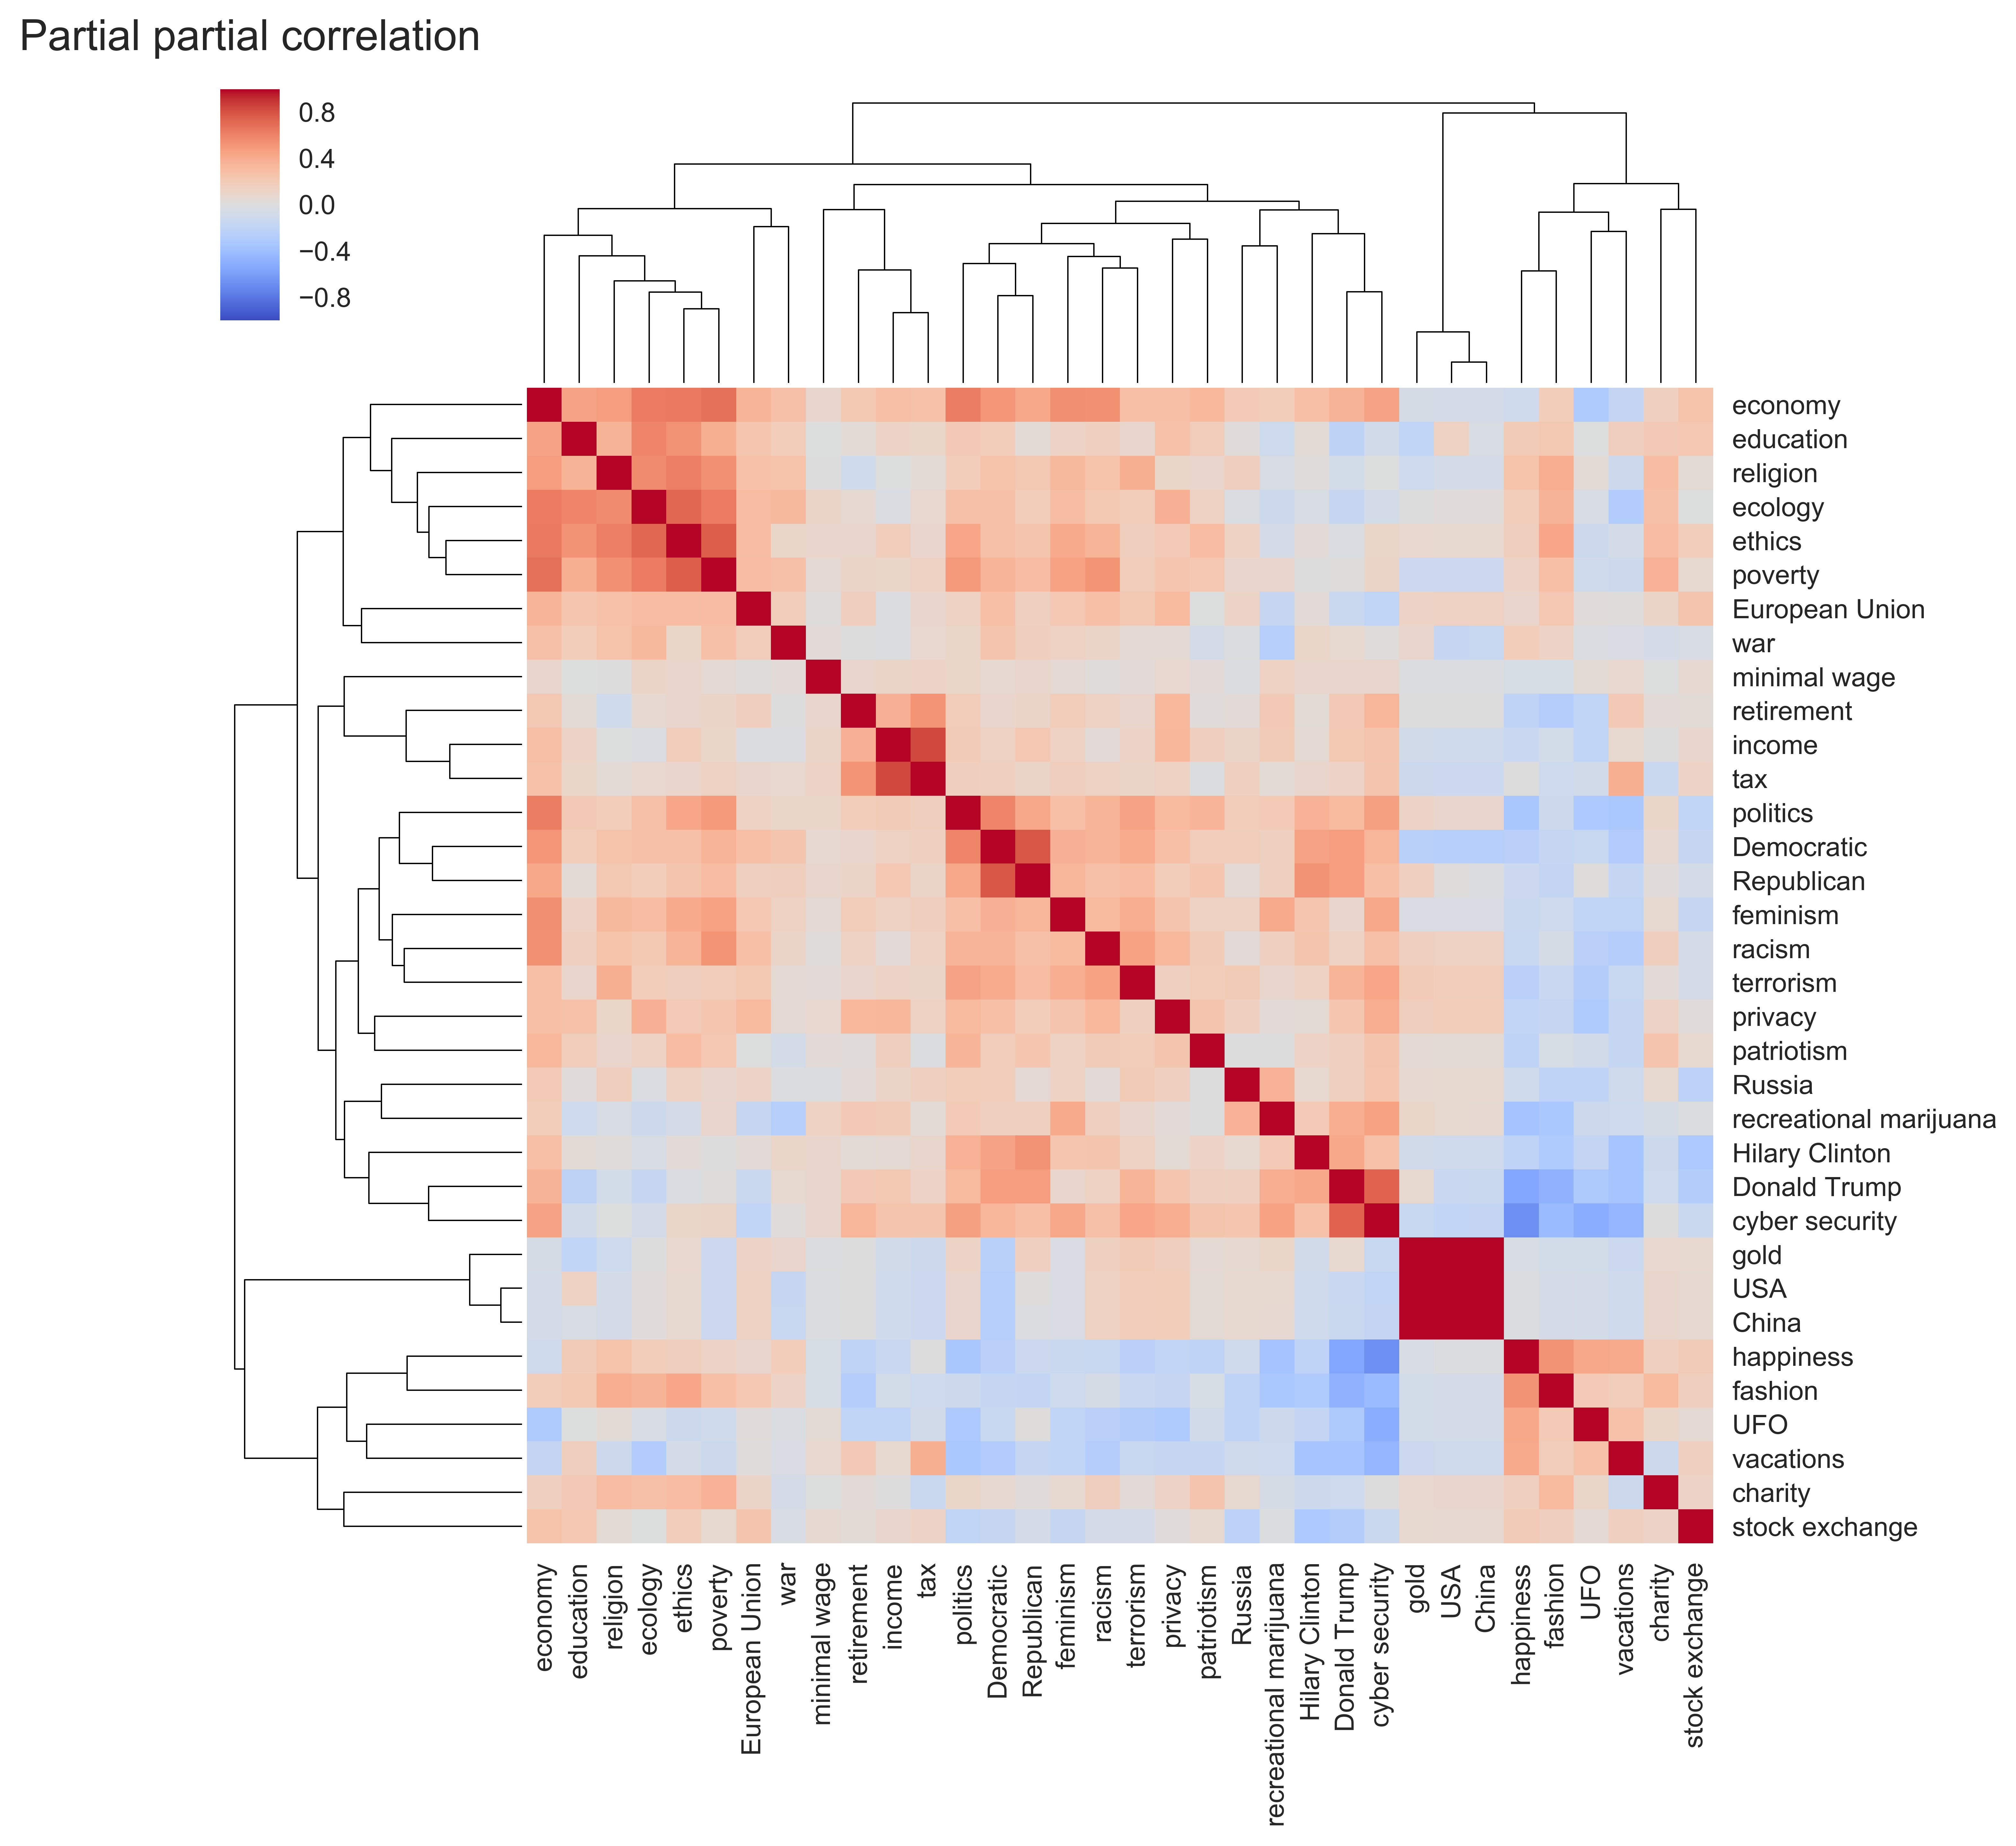 Partial partial correlation
0.8
0.4
0.0
−0.4
−0.8
economy
education
religion
ecology
ethics
poverty
European Union
war
minimal wage
retirement
income
tax
politics
Democratic
Republican
feminism
racism
terrorism
privacy
patriotism
Russia
recreational marijuana
Hilary Clinton
Donald Trump
cyber security
gold
USA
China
happiness
fashion
UFO
vacations
charity
stock exchange
economy
education
religion
ecology
ethics
poverty
European Union
war
minimal wage
retirement
income
tax
politics
Democratic
Republican
feminism
racism
terrorism
privacy
patriotism
Russia
recreational marijuana
Hilary Clinton
Donald Trump
cyber security
gold
USA
China
happiness
fashion
UFO
vacations
charity
stock exchange